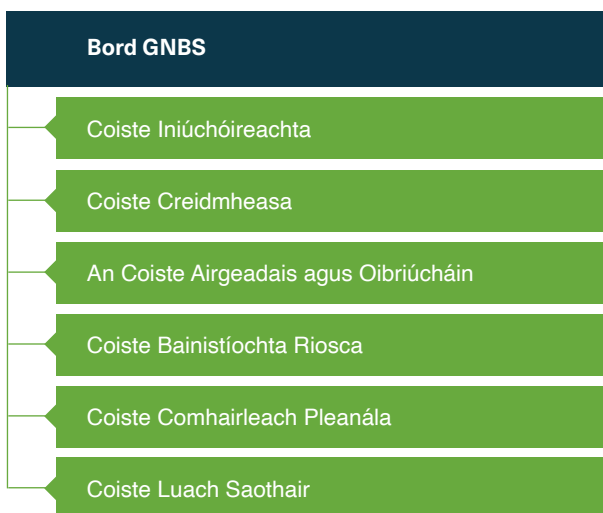 Bord GNBS
Coiste Iniúchóireachta
Coiste Creidmheasa
An Coiste Airgeadais agus Oibriúcháin
Coiste Bainistíochta Riosca
Coiste Comhairleach Pleanála
Coiste Luach Saothair